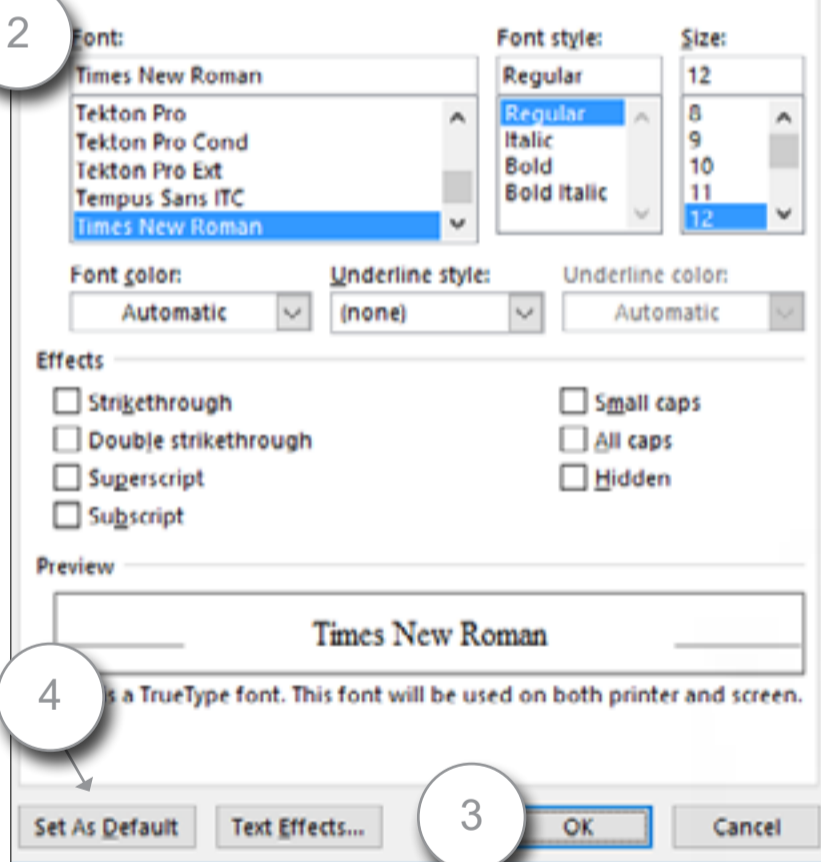 2
Font: Font style: Size:
Times New Roman Regular 12
Tekton Pro Regular 8
Tekton Pro Cond Italic 9
Tekton Pro Ext Bold 10
Tempus Sans ITC Bold Italic 11
Times New Roman 12
Font color: Underline style: Underline color:
Automatic (none) Automatic
Effects
Strikethrough Small caps
Double strikethrough All caps
Superscript Hidden
Subscript
Preview
Times New Roman
4
s a TrueType font. This font will be used on both printer and screen.
Set As Default Text Effects... 3 OK Cancel